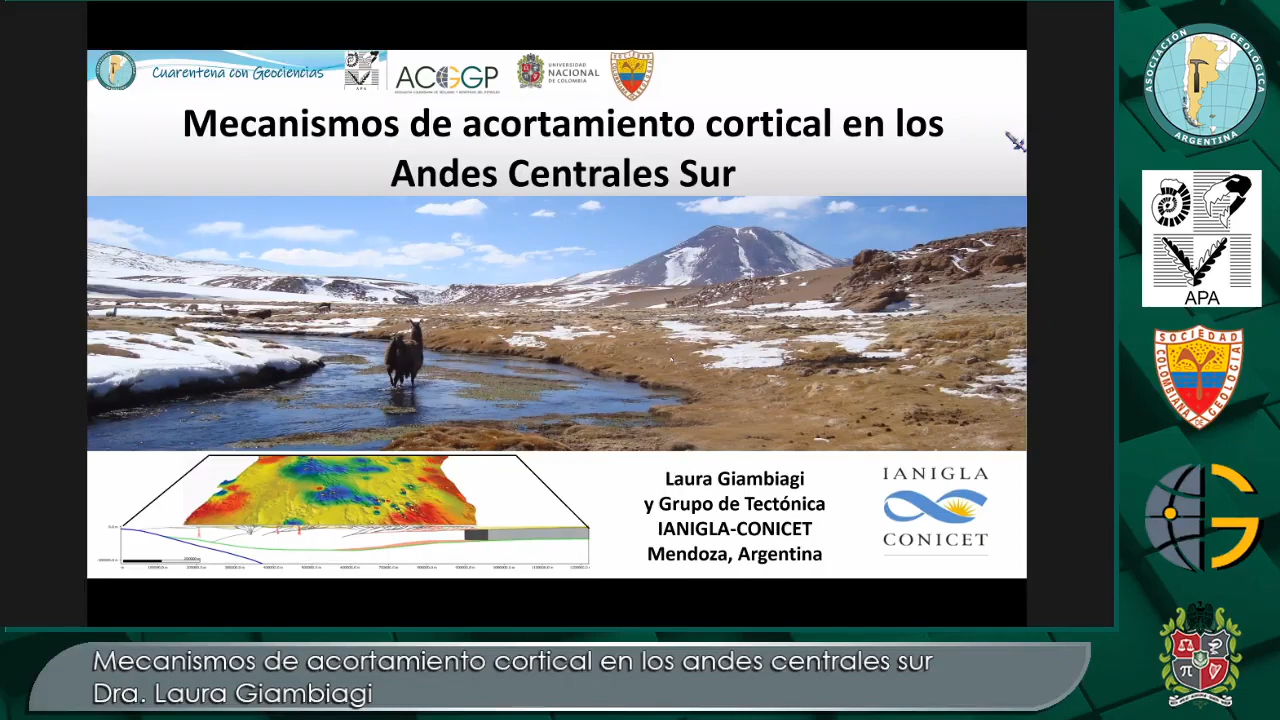 Cuarentena con Geociencias
APA
ACGGP
UNIVERSIDAD
NACIONAL
DE COLOMBIA
Mecanismos de acortamiento cortical en los
Andes Centrales Sur
Laura Giambiagi
y Grupo de Tectónica
IANIGLA-CONICET
Mendoza, Argentina
IANIGLA
CONICET
ASOCIACIÓN GEOLÓGICA
ARGENTINA
APA
SOCIEDAD
COLOMBIANA DE GEOLOGIA
Mecanismos de acortamiento cortical en los andes centrales sur
Dra. Laura Giambiagi